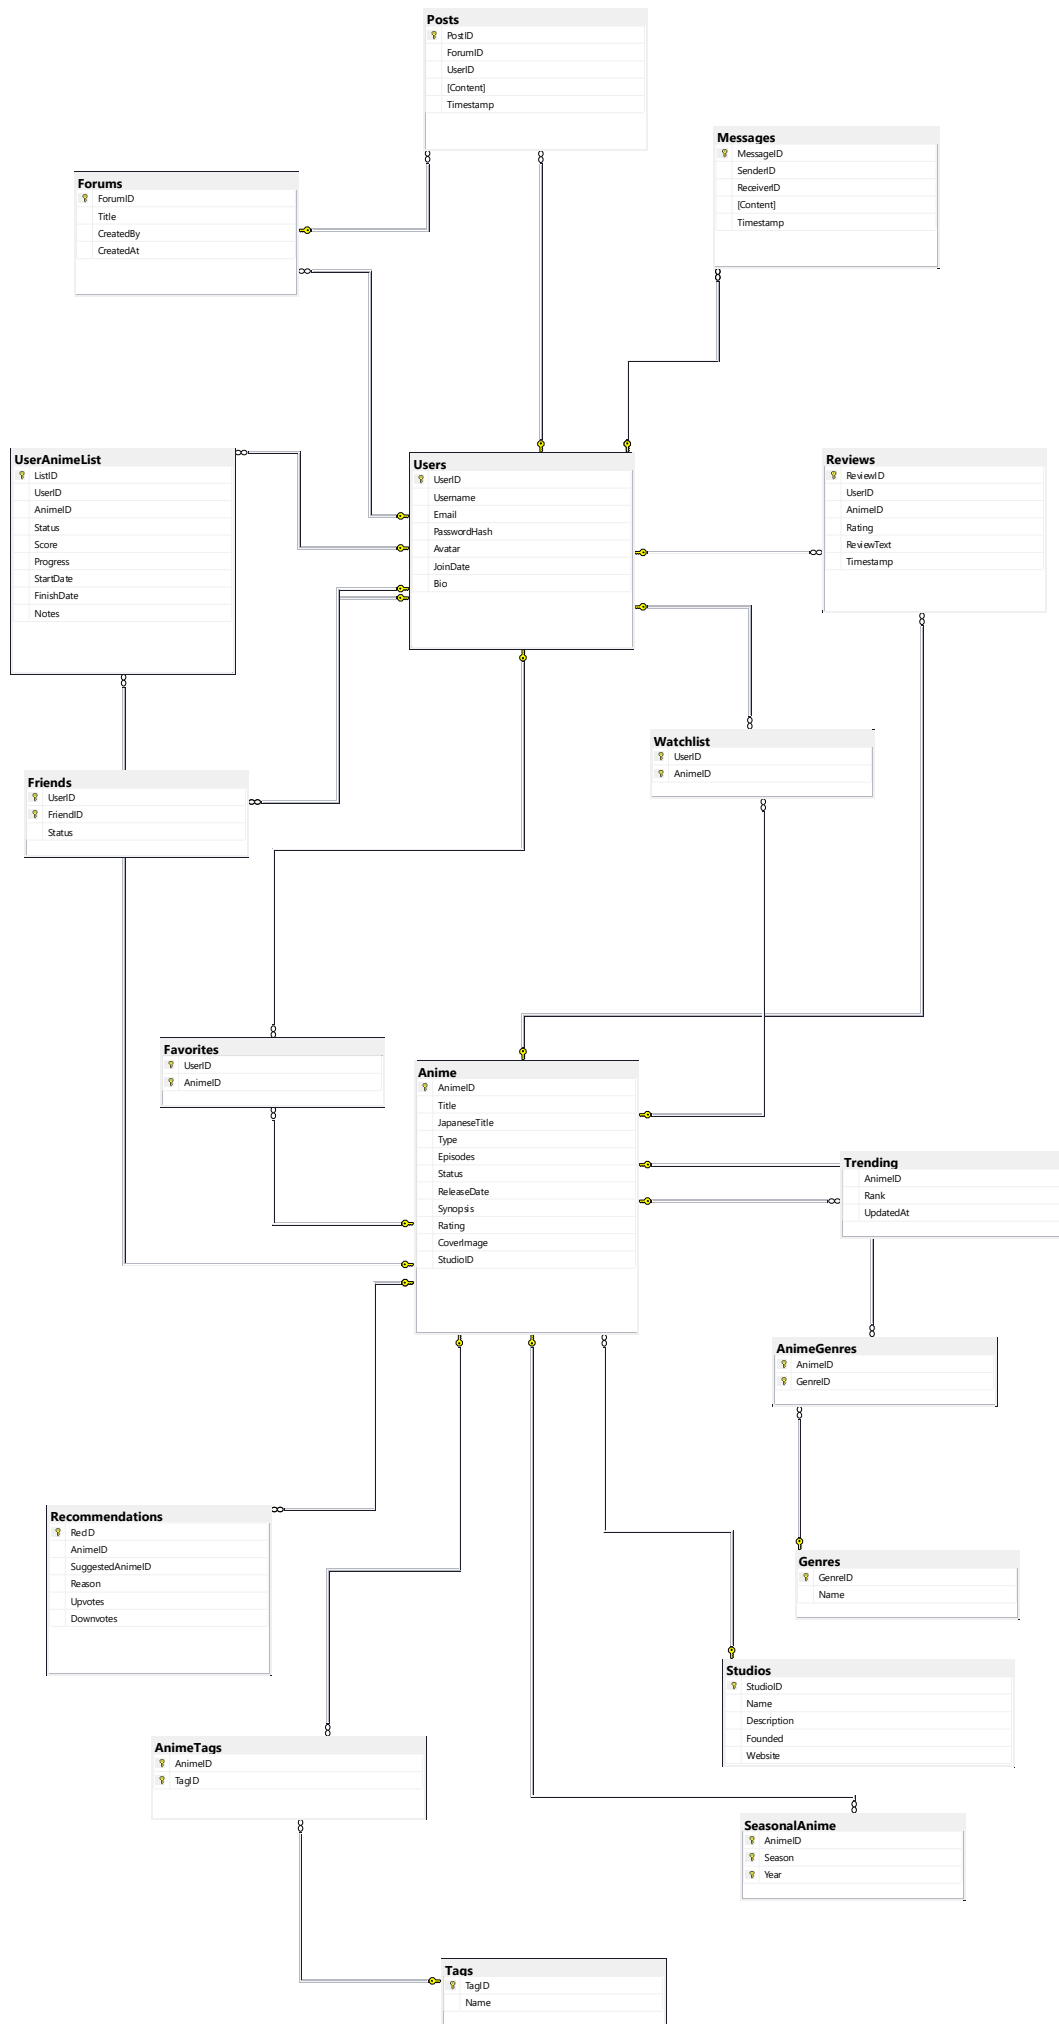 Posts
PostID
ForumID
UserID
[Content]
Timestamp
Messages
MessageID
SenderID
ReceiverID
[Content]
Timestamp
Forums
ForumID
Title
CreatedBy
CreatedAt
UserAnimeList
ListID
UserID
AnimeID
Status
Score
Progress
StartDate
FinishDate
Notes
Users
UserID
Username
Email
PasswordHash
Avatar
JoinDate
Bio
Reviews
ReviewID
UserID
AnimeID
Rating
ReviewText
Timestamp
Watchlist
UserID
AnimeID
Friends
UserID
FriendID
Status
Favorites
UserID
AnimeID
Anime
AnimeID
Title
JapaneseTitle
Type
Episodes
Status
ReleaseDate
Synopsis
Rating
CoverImage
StudioID
Trending
AnimeID
Rank
UpdatedAt
AnimeGenres
AnimeID
GenreID
Recommendations
RecID
AnimeID
SuggestedAnimeID
Reason
Upvotes
Downvotes
Genres
GenreID
Name
Studios
StudioID
Name
Description
Founded
Website
AnimeTags
AnimeID
TagID
SeasonalAnime
AnimeID
Season
Year
Tags
TagID
Name